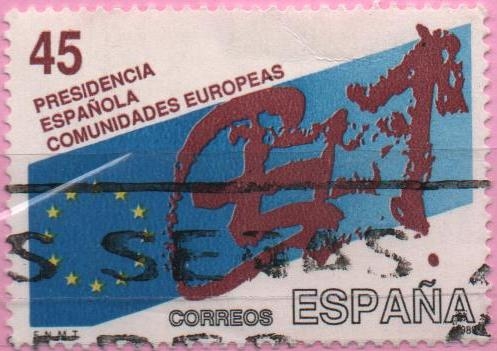 45
PRESIDENCIA
ESPAÑOLA
COMUNIDADES EUROPEAS
CORREOS ESPAÑA
F.N.M.T.